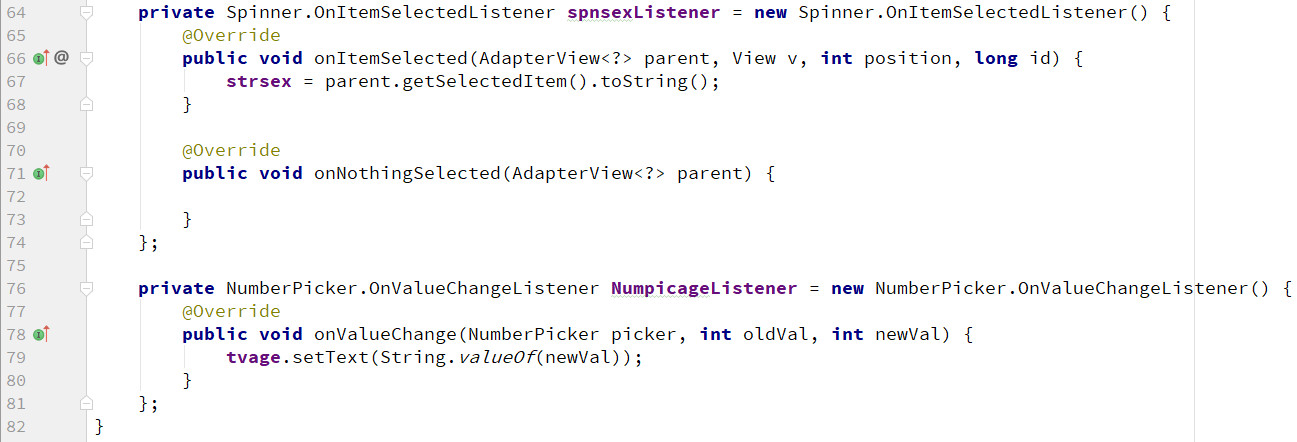 64 private Spinner.OnItemSelectedListener spnsexListener = new Spinner.OnItemSelectedListener() {
65 @Override
66 @ public void onItemSelected(AdapterView<?> parent, View v, int position, long id) {
67 strsex = parent.getSelectedItem().toString();
68 }
69
70 @Override
71 public void onNothingSelected(AdapterView<?> parent) {
72
73 }
74 };
75
76 private NumberPicker.OnValueChangeListener NumpicageListener = new NumberPicker.OnValueChangeListener() {
77 @Override
78 public void onValueChange(NumberPicker picker, int oldVal, int newVal) {
79 tvage.setText(String.valueOf(newVal));
80 }
81 };
82 }